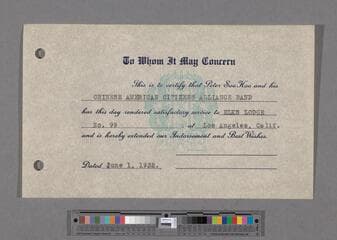 To Whom It May Concern
This is to certify that Peter SooHoo and his
CHINESE AMERICAN CITIZENS ALLIANCE BAND
has this day rendered satisfactory service to ELKS LODGE
No. 99 at Los Angeles, Calif.
and is hereby extended our Indorsement and Best Wishes.
Dated June 1, 1932.